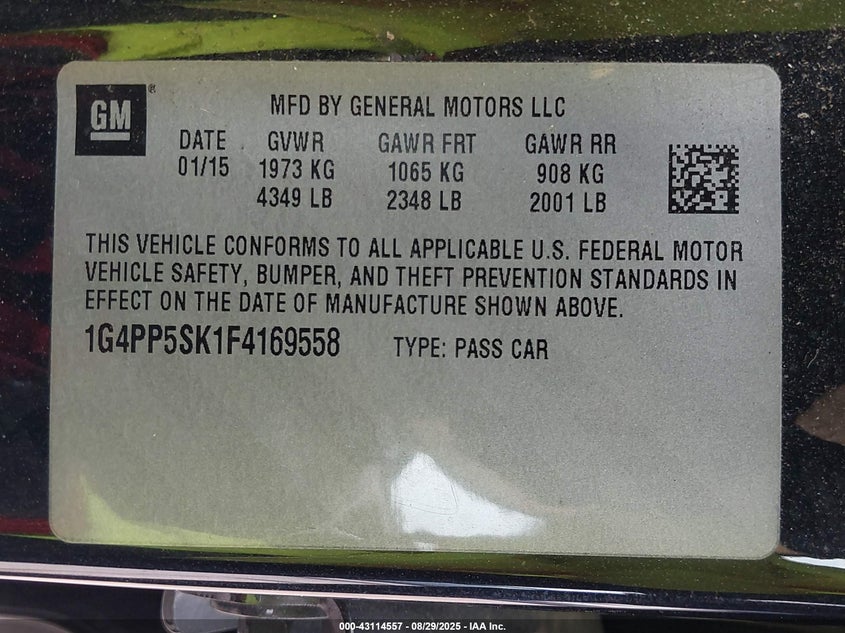 GM ®
MFD BY GENERAL MOTORS LLC
DATE GVWR GAWR FRT GAWR RR
01/15 1973 KG 1065 KG 908 KG
4349 LB 2348 LB 2001 LB
THIS VEHICLE CONFORMS TO ALL APPLICABLE U.S. FEDERAL MOTOR
VEHICLE SAFETY, BUMPER, AND THEFT PREVENTION STANDARDS IN
EFFECT ON THE DATE OF MANUFACTURE SHOWN ABOVE.
1G4PP5SK1F4169558 TYPE: PASS CAR
000-43114557 - 08/29/2025 - IAA Inc.